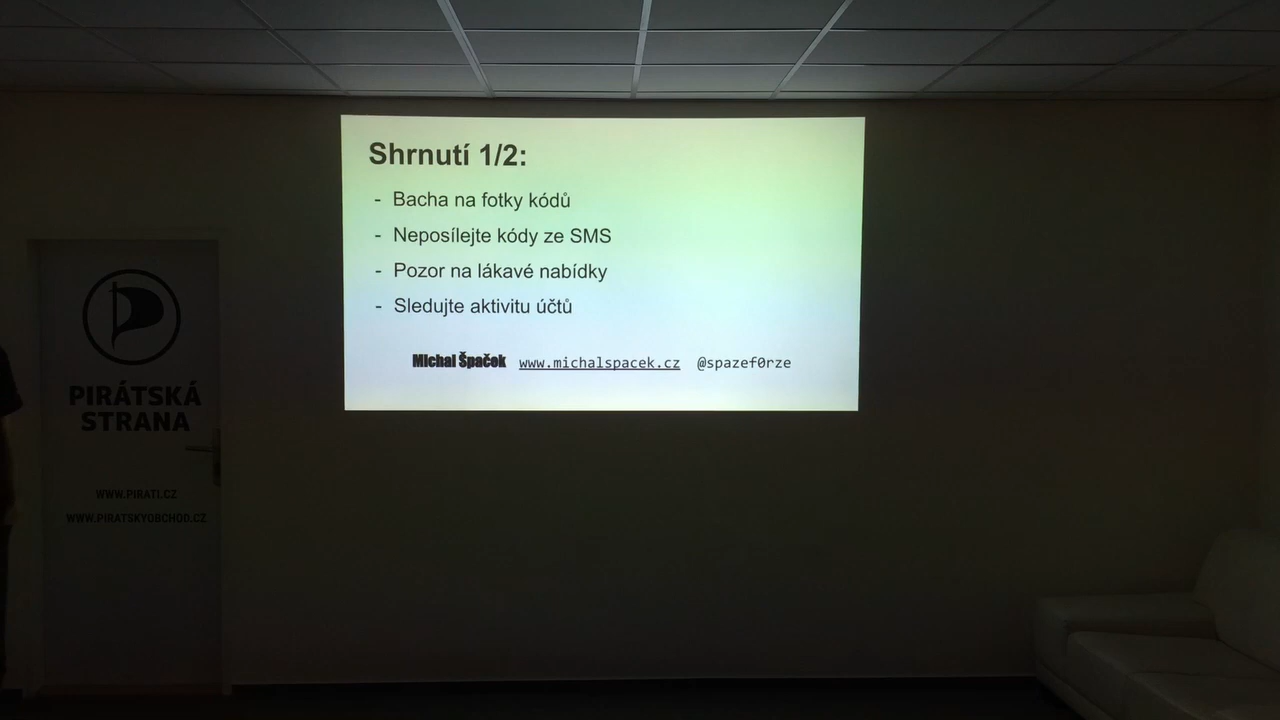 Shrnutí 1/2:
- Bacha na fotky kódů
- Neposílejte kódy ze SMS
- Pozor na lákavé nabídky
- Sledujte aktivitu účtů
Michal Špaček www.michalspacek.cz @spazef0rze
PIRÁTSKÁ
STRANA
WWW.PIRATI.CZ
WWW.PIRATSKYOBCHOD.CZ